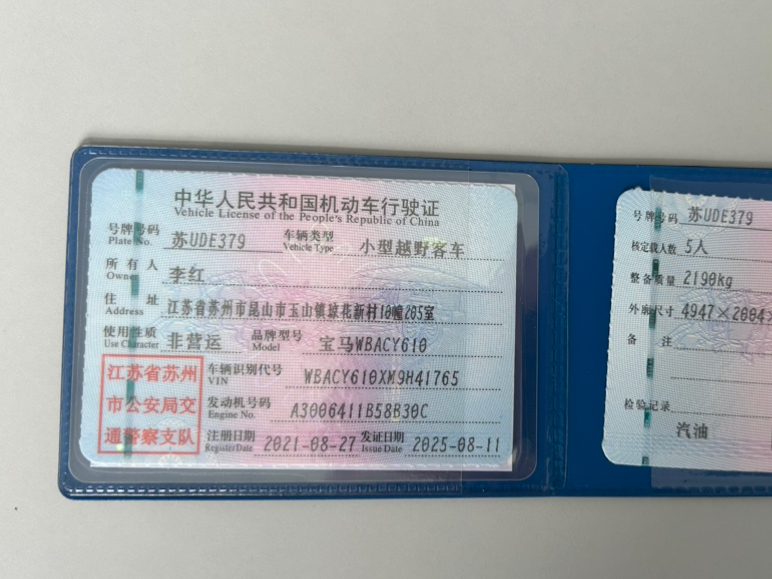 中华人民共和国机动车行驶证
Vehicle License of the People's Republic of China
号牌号码 苏UDE379 车辆类型 小型越野客车
Plate No. Vehicle Type
所有人 李红
Owner
住址 江苏省苏州市昆山市玉山镇琼花新村10幢205室
Address
使用性质 非营运 品牌型号 宝马WBACY610
Use Character Model
江苏省苏州
市公安局交
通警察支队
车辆识别代号 WBACY610XM9H41765
VIN
发动机号码 A3006411B58B30C
Engine No.
注册日期 2021-08-27 发证日期 2025-08-11
Register Date Issue Date
号牌号码 苏UDE379
核定载人数 5人
整备质量 2190kg
外廓尺寸 4947×2004×
备注
检验记录
汽油